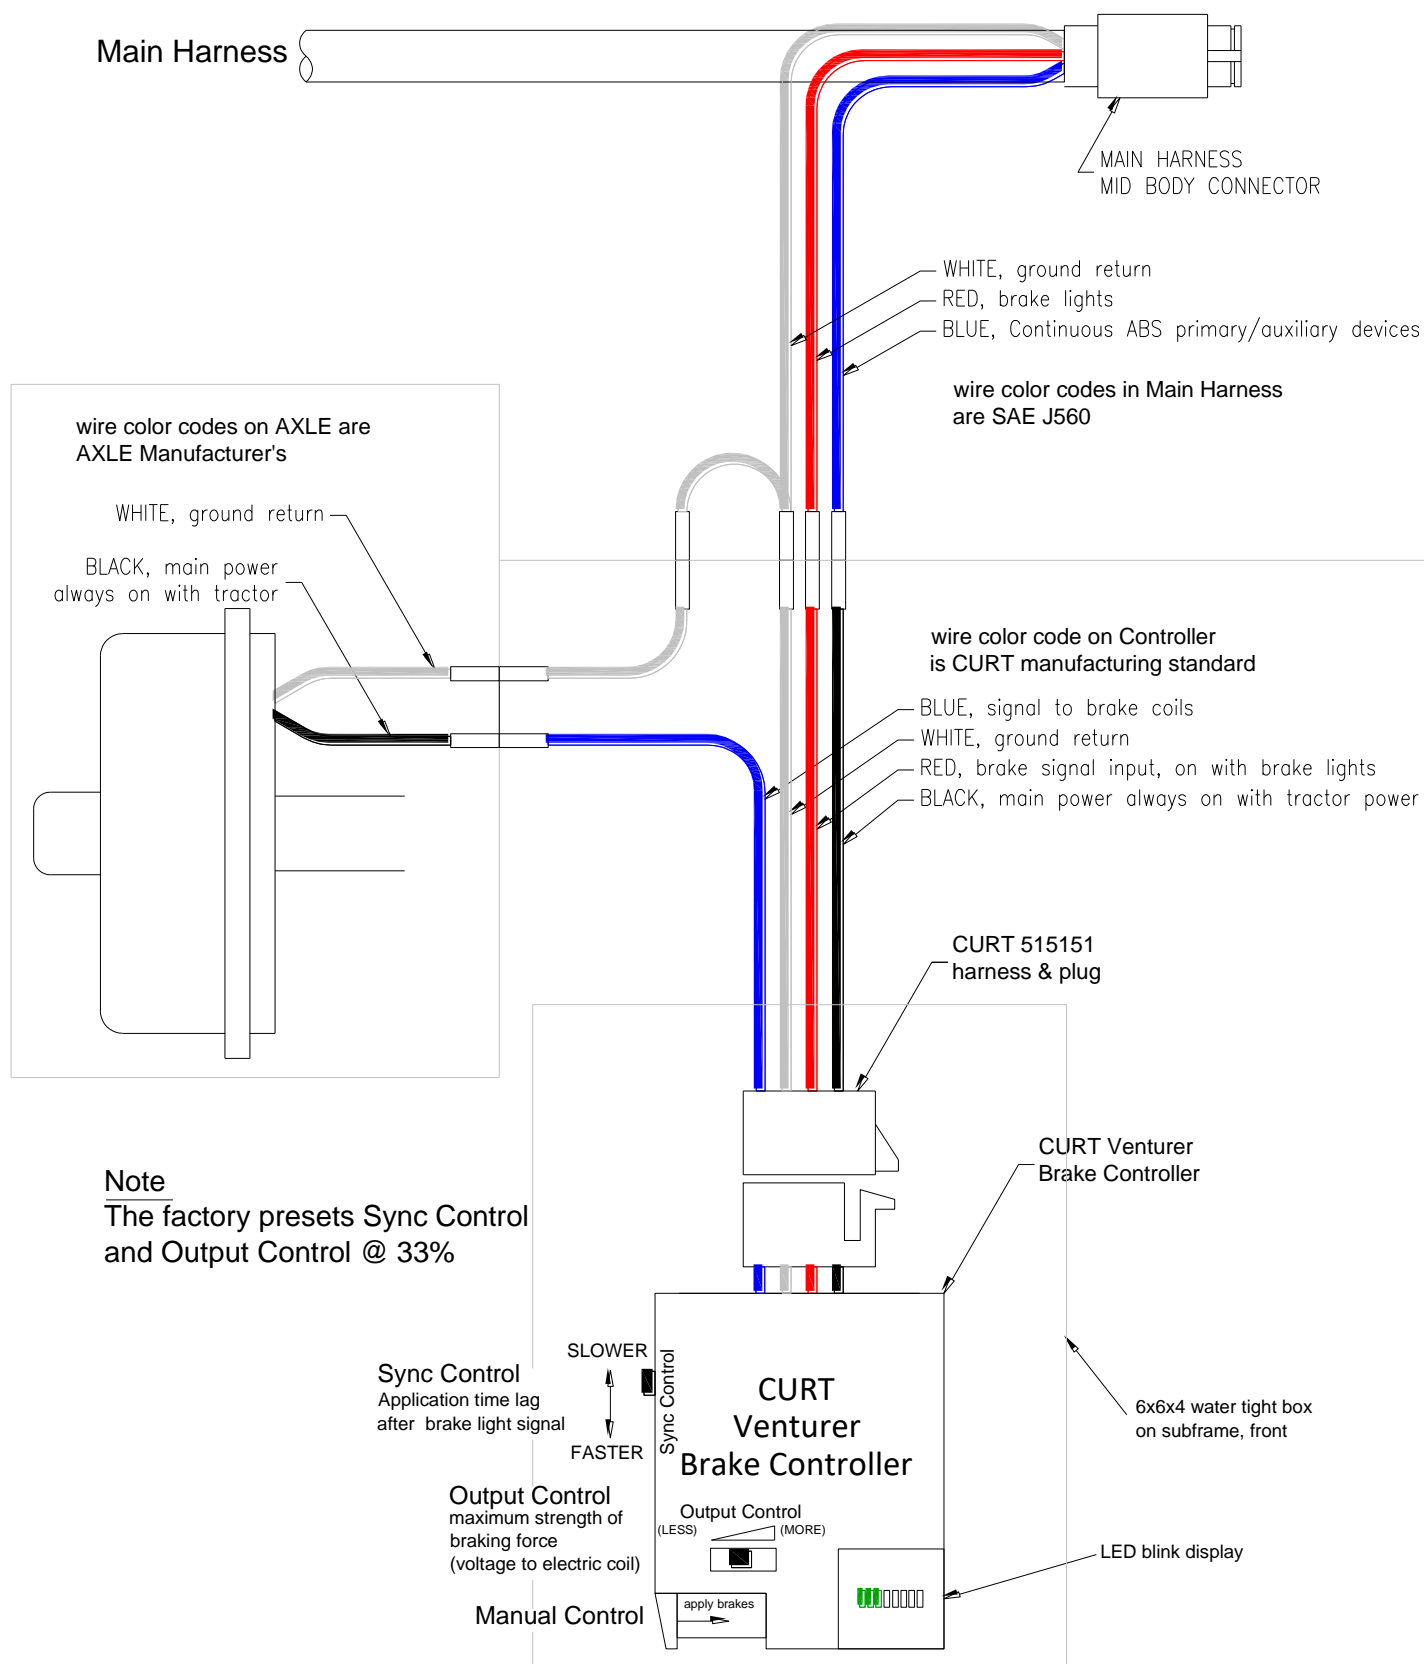 Main Harness
MAIN HARNESS
MID BODY CONNECTOR
WHITE, ground return
RED, brake lights
BLUE, Continuous ABS primary/auxiliary devices
wire color codes in Main Harness
are SAE J560
wire color codes on AXLE are
AXLE Manufacturer's
WHITE, ground return
BLACK, main power
always on with tractor
wire color code on Controller
is CURT manufacturing standard
BLUE, signal to brake coils
WHITE, ground return
RED, brake signal input, on with brake lights
BLACK, main power always on with tractor power
CURT 515151
harness & plug
CURT Venturer
Brake Controller
Note
The factory presets Sync Control
and Output Control @ 33%
SLOWER
Sync Control
Application time lag
after brake light signal
FASTER
Sync Control
CURT
Venturer
Brake Controller
6x6x4 water tight box
on subframe, front
Output Control
maximum strength of
braking force
(voltage to electric coil)
Output Control
(LESS)
(MORE)
LED blink display
Manual Control
apply brakes